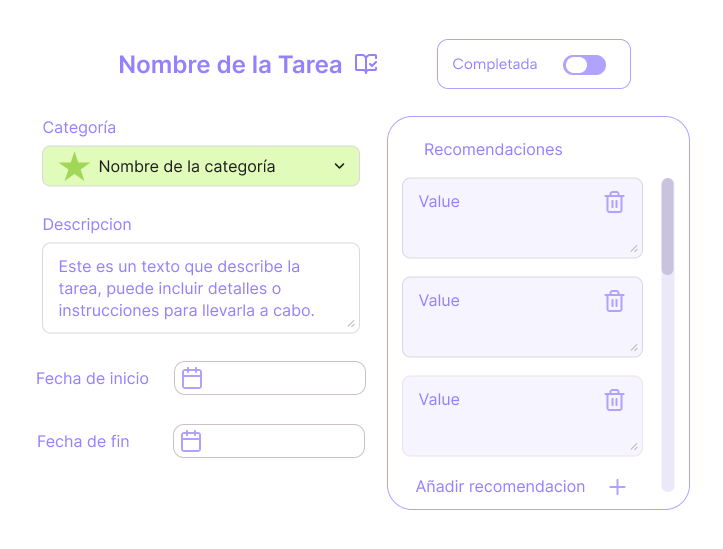 Nombre de la Tarea
Completada
Categoría
Nombre de la categoría
Descripcion
Este es un texto que describe la
tarea, puede incluir detalles o
instrucciones para llevarla a cabo.
Fecha de inicio
Fecha de fin
Recomendaciones
Value
Value
Value
Añadir recomendacion